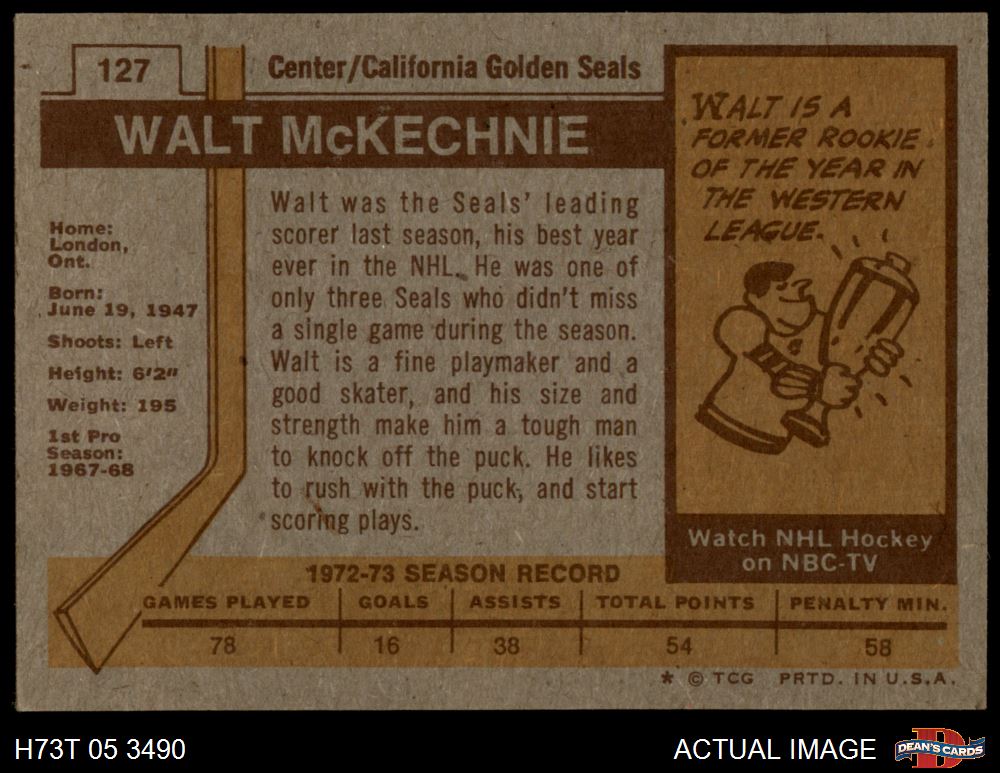 127
Center/California Golden Seals
WALT McKECHNIE
Home:
London,
Ont.
Born:
June 19, 1947
Shoots: Left
Height: 6'2"
Weight: 195
1st Pro
Season:
1967-68
Walt was the Seals' leading
scorer last season, his best year
ever in the NHL. He was one of
only three Seals who didn't miss
a single game during the season.
Walt is a fine playmaker and a
good skater, and his size and
strength make him a tough man
to knock off the puck. He likes
to rush with the puck, and start
scoring plays.
WALT IS A
FORMER ROOKIE
OF THE YEAR IN
THE WESTERN
LEAGUE.
Watch NHL Hockey
on NBC-TV
1972-73 SEASON RECORD
GAMES PLAYED GOALS ASSISTS TOTAL POINTS PENALTY MIN.
78 16 38 54 58
* © TCG PRTD. IN U.S.A.
H73T 05 3490 ACTUAL IMAGE D DEAN'S CARDS